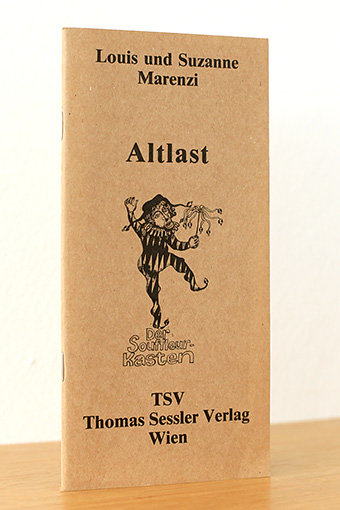 Louis und Suzanne
Marenzi
Altlast
Der
Souffleur-
Kasten
TSV
Thomas Sessler Verlag
Wien